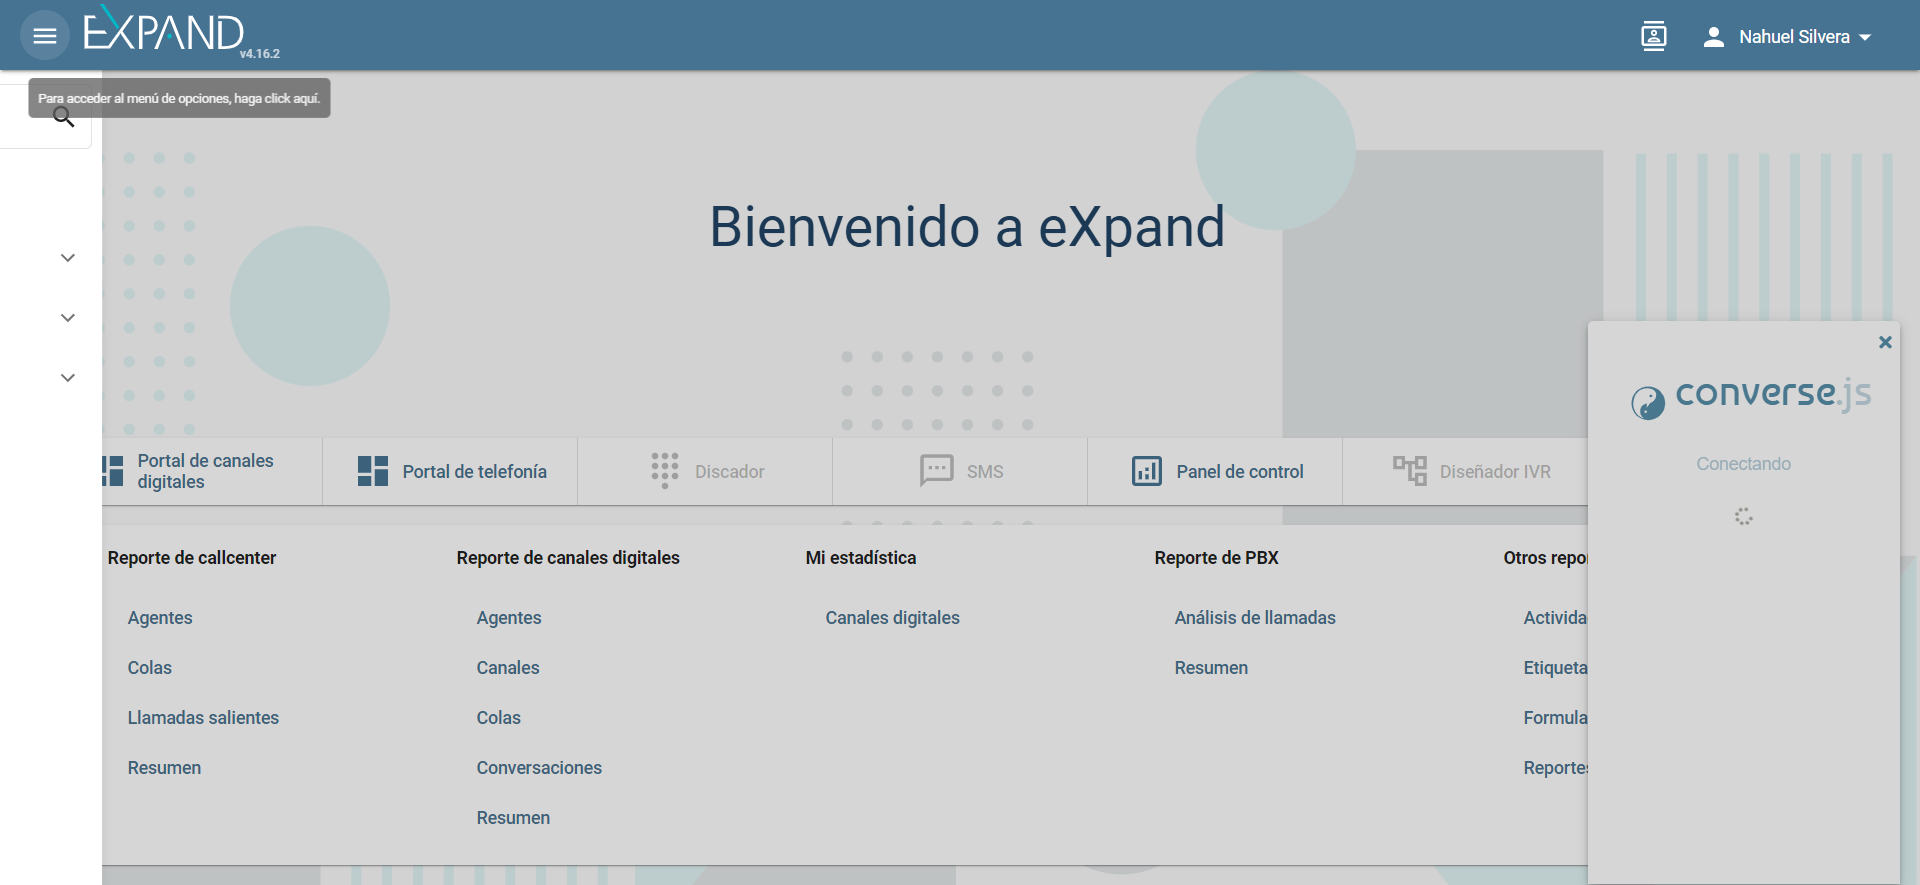 EXPAND
v4.16.2
Nahuel Silvera
Para acceder al menú de opciones, haga click aquí.
Bienvenido a eXpand
converse.js
Conectando
Portal de canales
digitales
Portal de telefonía
Discador
SMS
Panel de control
Diseñador IVR
Reporte de callcenter
Agentes
Colas
Llamadas salientes
Resumen
Reporte de canales digitales
Agentes
Canales
Colas
Conversaciones
Resumen
Mi estadística
Canales digitales
Reporte de PBX
Análisis de llamadas
Resumen
Otros repo
Activida
Etiqueta
Formula
Reportes